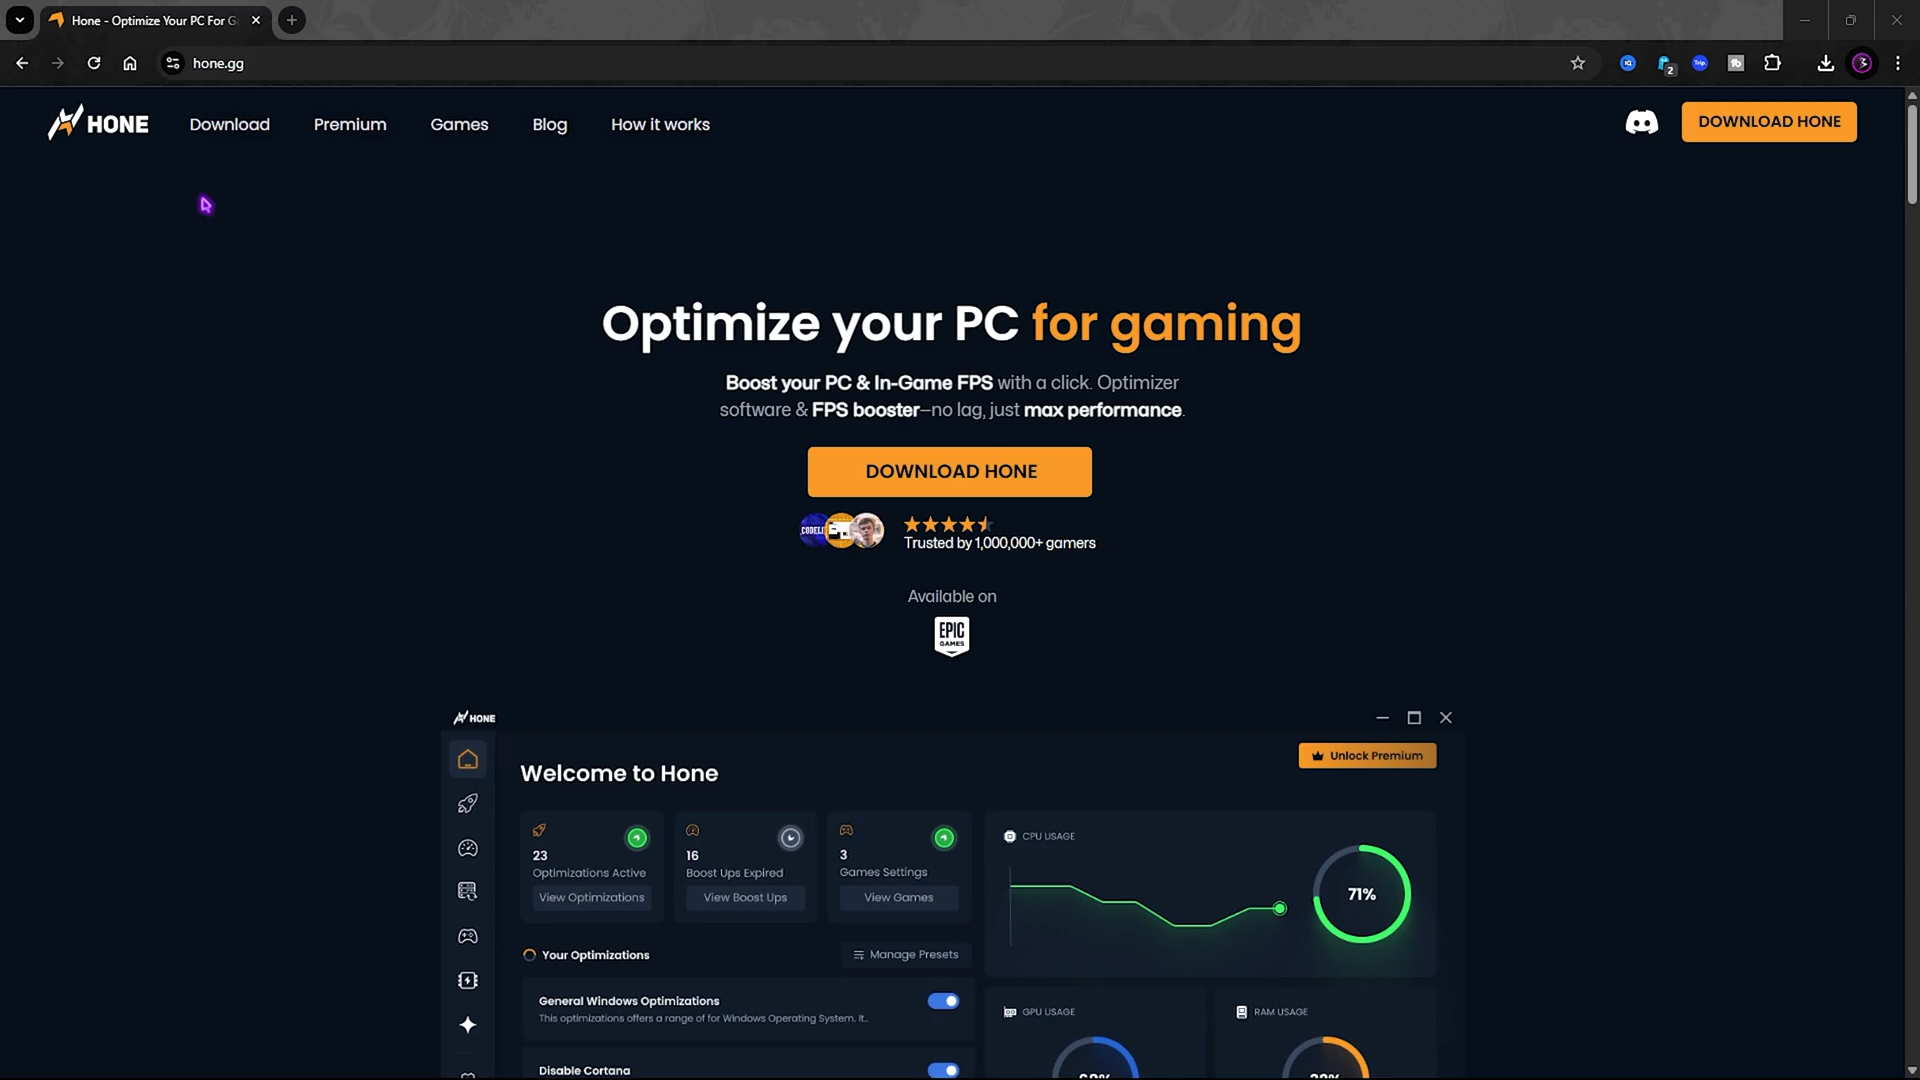 Hone - Optimize Your PC For G
hone.gg
2
Trip
HONE
Download
Premium
Games
Blog
How it works
DOWNLOAD HONE
Optimize your PC for gaming
Boost your PC & In-Game FPS with a click. Optimizer
software & FPS booster—no lag, just max performance.
DOWNLOAD HONE
Trusted by 1,000,000+ gamers
Available on
EPIC
GAMES
HONE
Welcome to Hone
Unlock Premium
23
Optimizations Active
View Optimizations
16
Boost Ups Expired
View Boost Ups
3
Games Settings
View Games
CPU USAGE
71%
Your Optimizations
Manage Presets
General Windows Optimizations
This optimizations offers a range of for Windows Operating System. It..
GPU USAGE
RAM USAGE
Disable Cortana